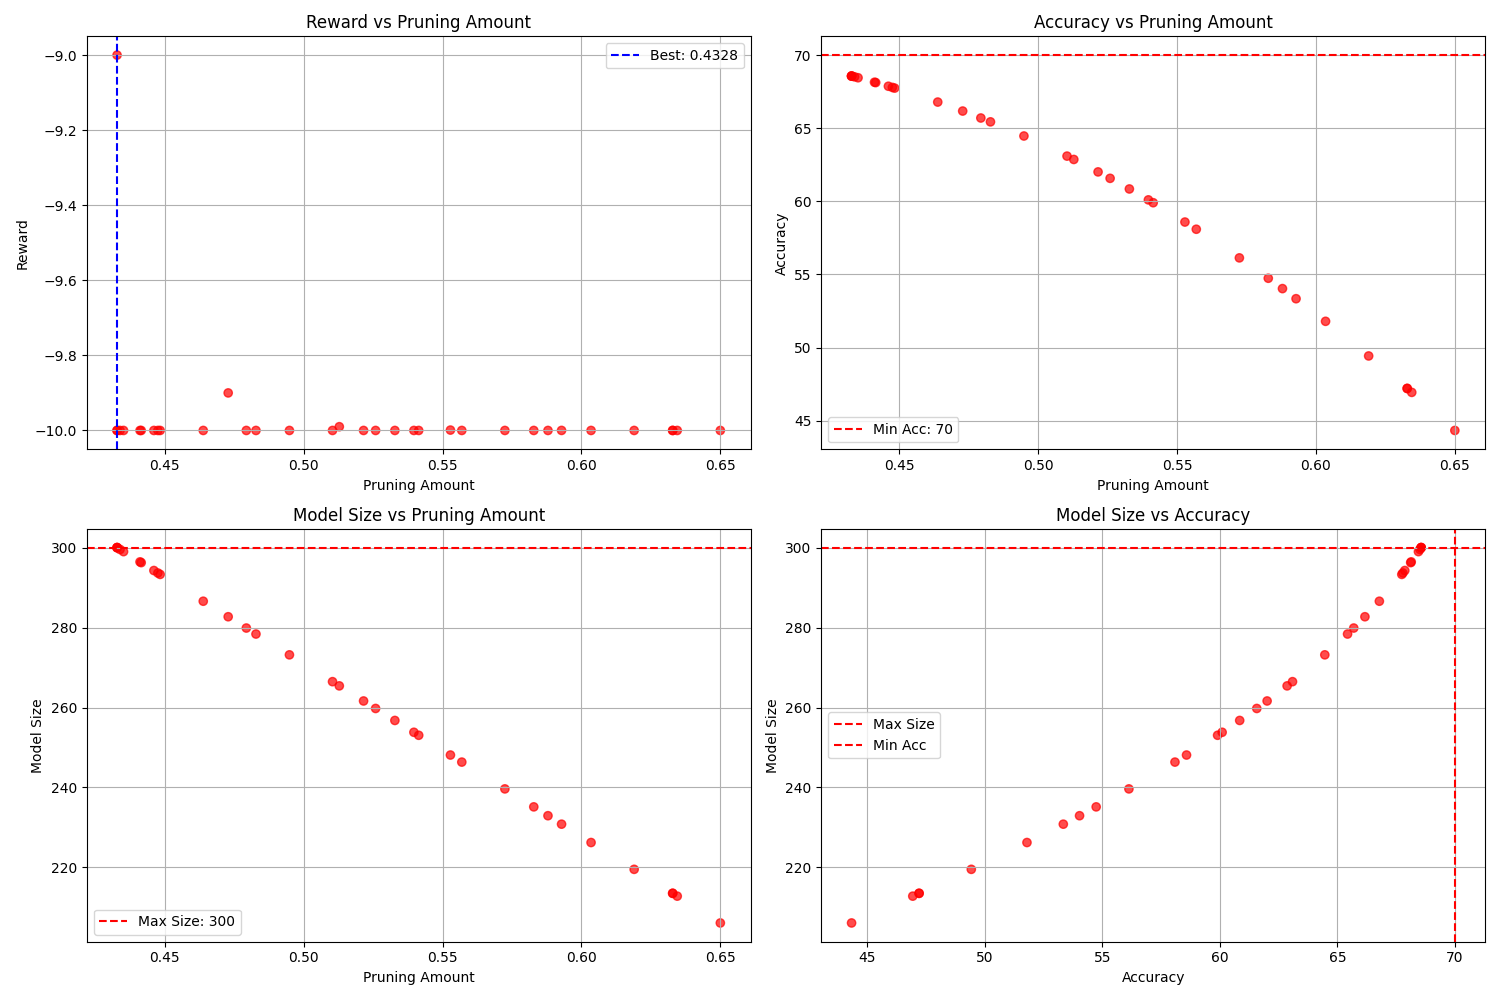 Reward vs Pruning Amount
Reward
−9.0
−9.2
−9.4
−9.6
−9.8
−10.0
Best: 0.4328
0.45 0.50 0.55 0.60 0.65
Pruning Amount
Accuracy vs Pruning Amount
Accuracy
70
65
60
55
50
45
Min Acc: 70
0.45 0.50 0.55 0.60 0.65
Pruning Amount
Model Size vs Pruning Amount
Model Size
300
280
260
240
220
Max Size: 300
0.45 0.50 0.55 0.60 0.65
Pruning Amount
Model Size vs Accuracy
Model Size
300
280
260
240
220
Max Size
Min Acc
45 50 55 60 65 70
Accuracy